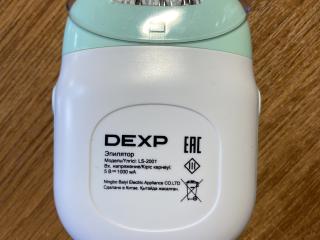 DEXP
EAC
Эпилятор
Модель/Үлгісі: LS-2001
Вх. напряжение/Кіріс кернеуі:
5 В⎓ 1000 мА
Ningbo Baiyi Electric Appliance CO.LTD
Сделано в Китае. Қытайда жасалған.